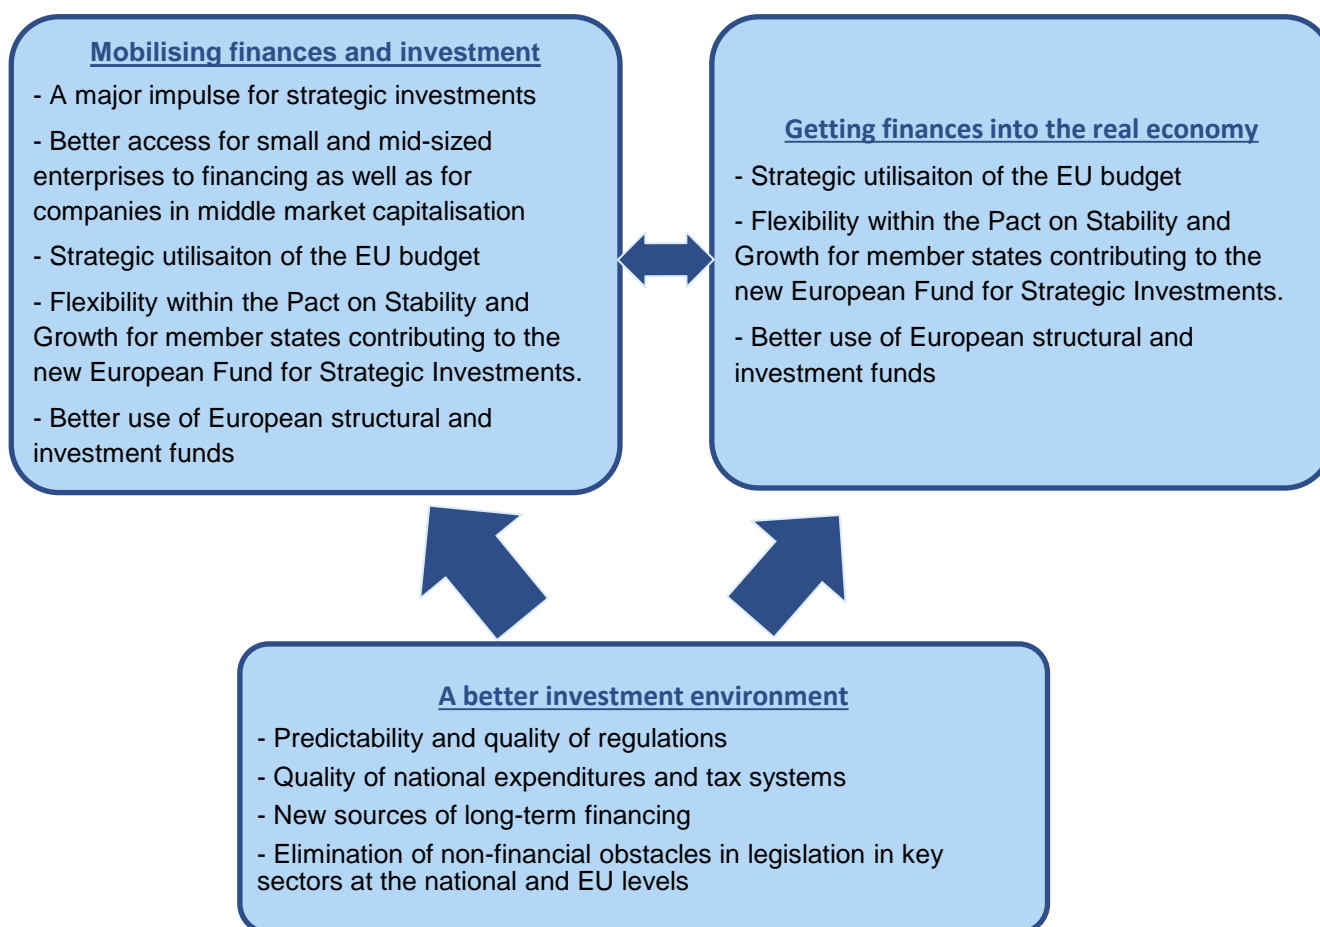 Mobilising finances and investment
- A major impulse for strategic investments
- Better access for small and mid-sized
enterprises to financing as well as for
companies in middle market capitalisation
- Strategic utilisaiton of the EU budget
- Flexibility within the Pact on Stability and
Growth for member states contributing to the
new European Fund for Strategic Investments.
- Better use of European structural and
investment funds
Getting finances into the real economy
- Strategic utilisaiton of the EU budget
- Flexibility within the Pact on Stability and
Growth for member states contributing to the
new European Fund for Strategic Investments.
- Better use of European structural and
investment funds
A better investment environment
- Predictability and quality of regulations
- Quality of national expenditures and tax systems
- New sources of long-term financing
- Elimination of non-financial obstacles in legislation in key
sectors at the national and EU levels